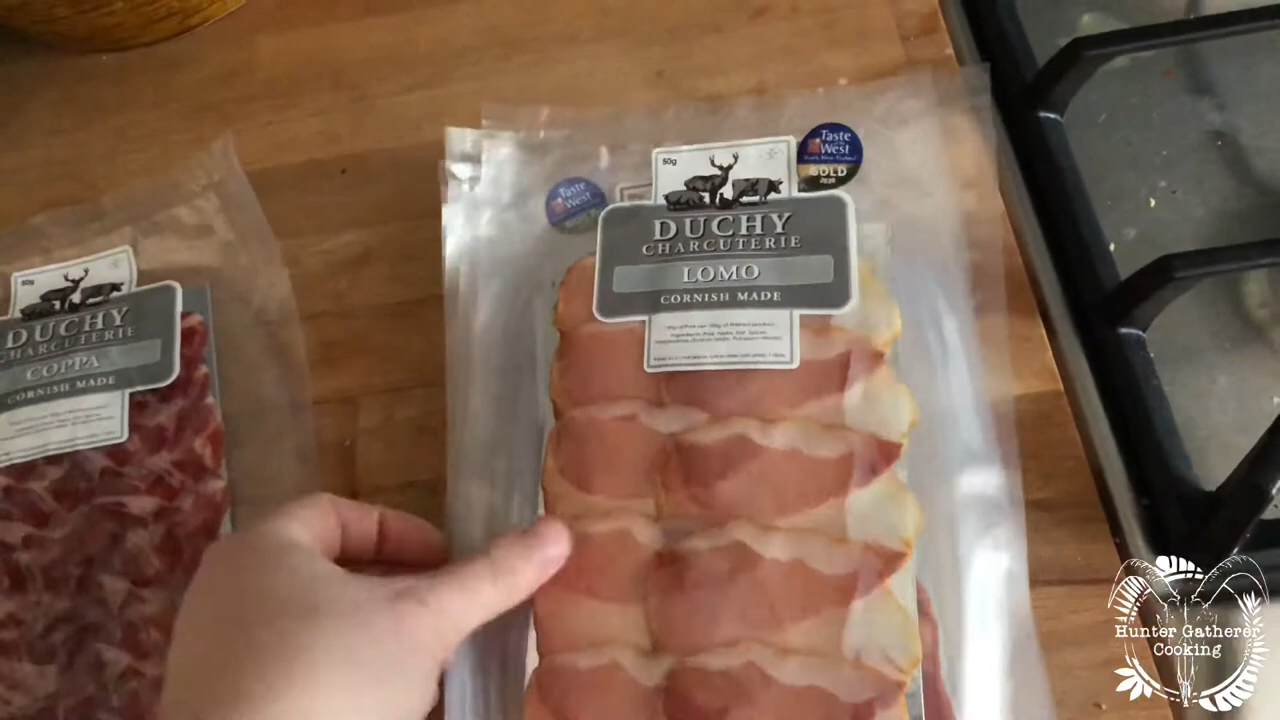 50g
DUCHY
CHARCUTERIE
COPPA
CORNISH MADE
Taste
West
50g
DUCHY
CHARCUTERIE
LOMO
CORNISH MADE
Taste
West
GOLD
Hunter Gatherer
Cooking